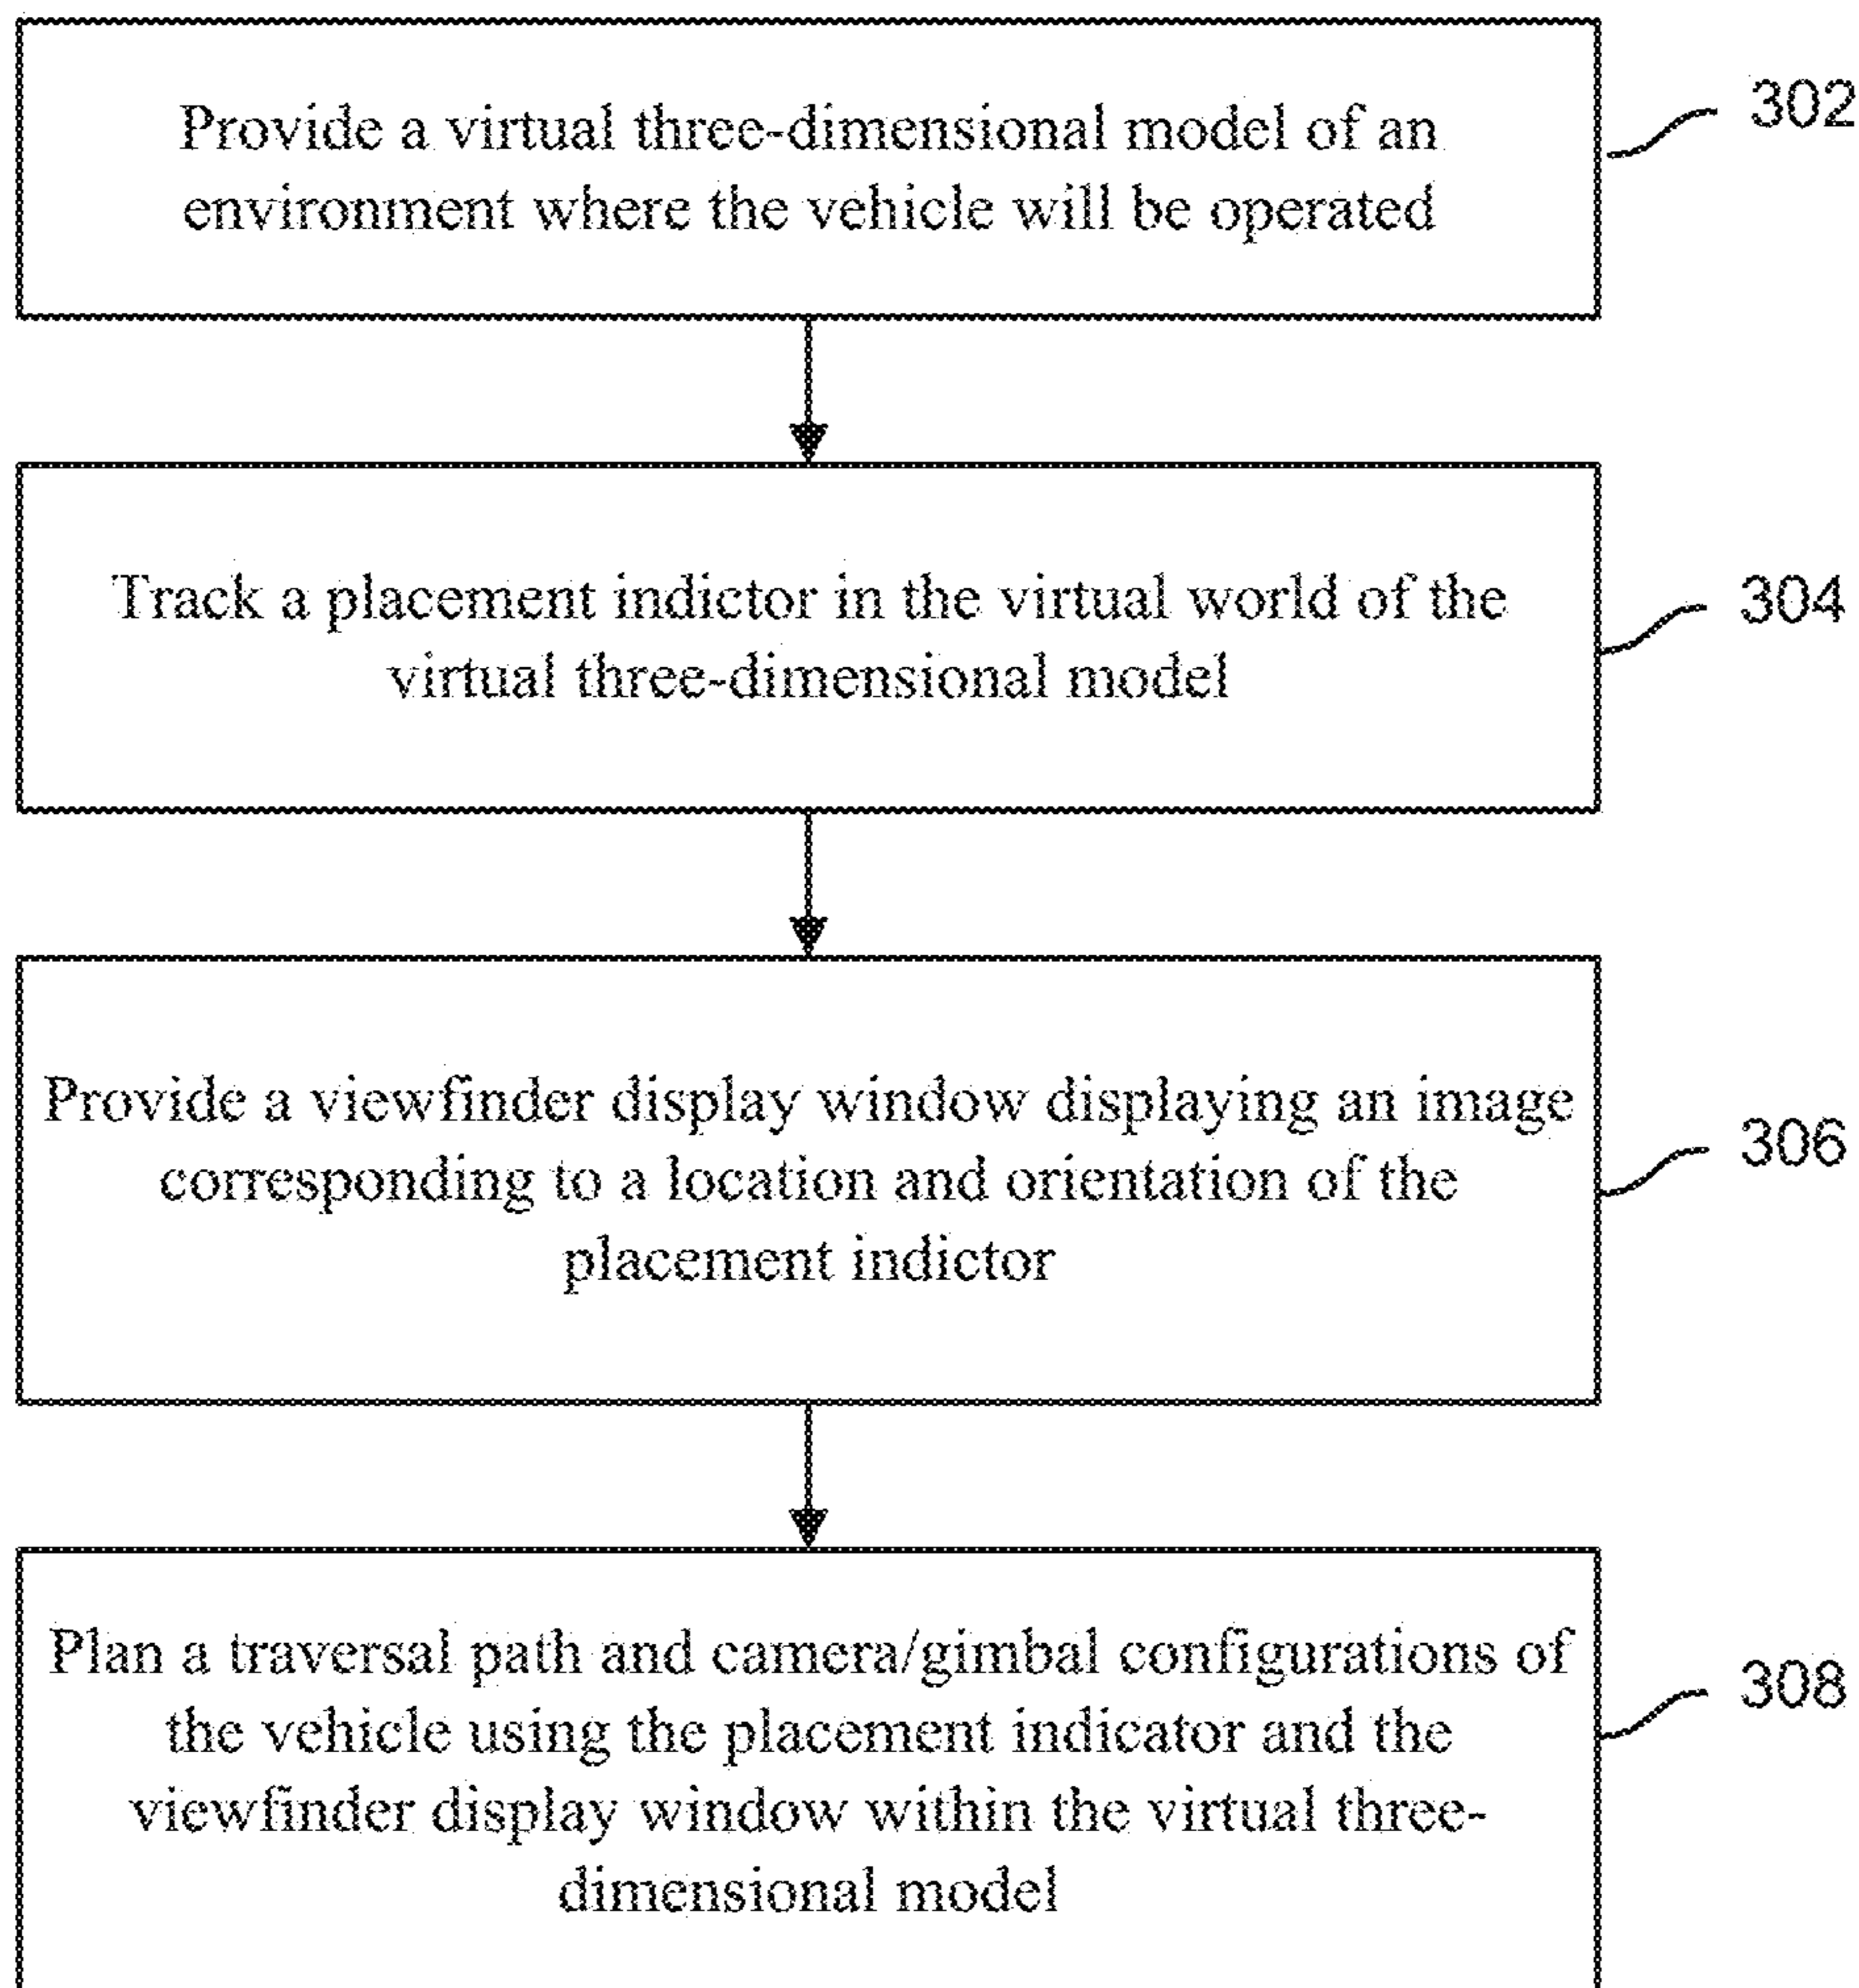 Provide a virtual three-dimensional model of an
environment where the vehicle will be operated
302
Track a placement indictor in the virtual world of the
virtual three-dimensional model
304
Provide a viewfinder display window displaying an image
corresponding to a location and orientation of the
placement indictor
306
Plan a traversal path and camera/gimbal configurations of
the vehicle using the placement indicator and the
viewfinder display window within the virtual three-
dimensional model
308